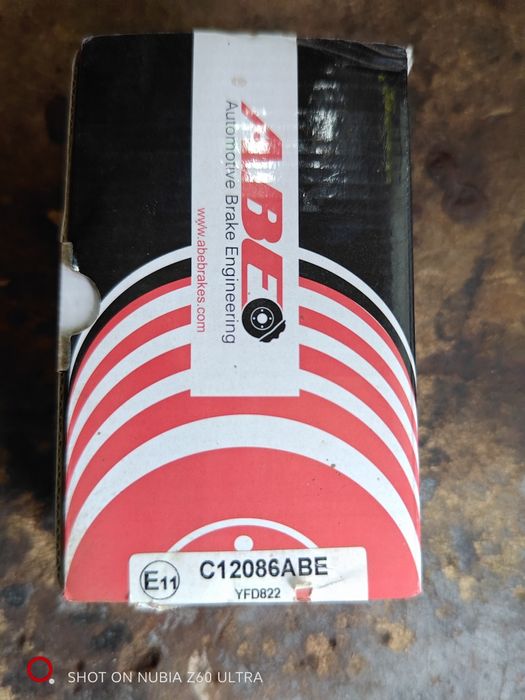 ABE
Automotive Brake Engineering
www.abebrakes.com
E11
C12086ABE
YFD822
SHOT ON NUBIA Z60 ULTRA